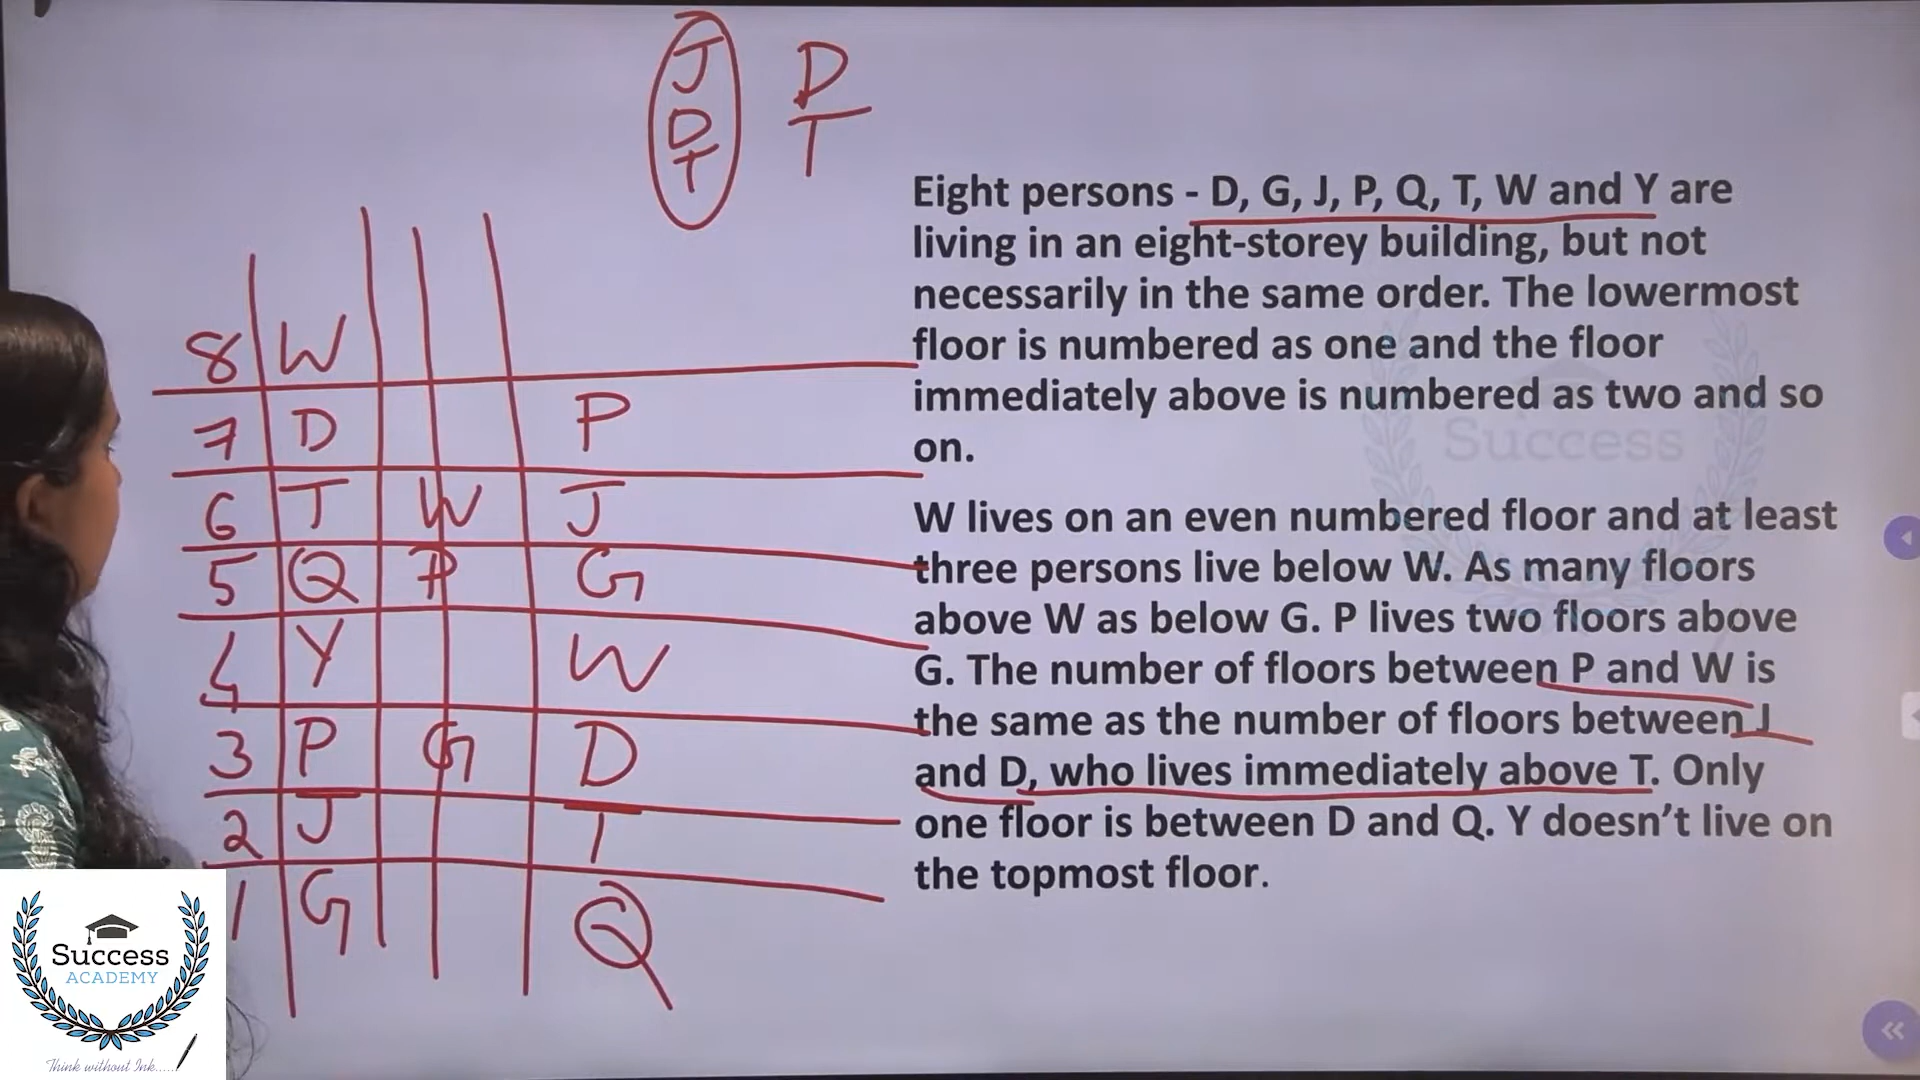 J D
D T
T
Eight persons - D, G, J, P, Q, T, W and Y are
living in an eight-storey building, but not
necessarily in the same order. The lowermost
floor is numbered as one and the floor
immediately above is numbered as two and so
on.
W lives on an even numbered floor and at least
three persons live below W. As many floors
above W as below G. P lives two floors above
G. The number of floors between P and W is
the same as the number of floors between J
and D, who lives immediately above T. Only
one floor is between D and Q. Y doesn’t live on
the topmost floor.
8 W
7 D P
6 T W J
5 Q P G
4 Y W
3 P G D
2 J T
1 G Q
Success
Success
ACADEMY
Think without Ink.....